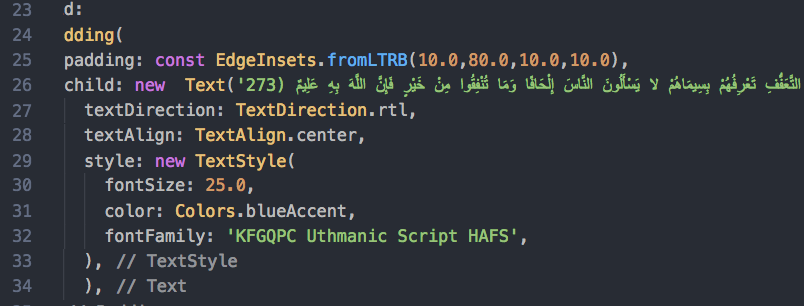 23 d:
24 dding(
25 padding: const EdgeInsets.fromLTRB(10.0,80.0,10.0,10.0),
26 child: new  Text('273) التَّعَفُّفِ تَعْرِفُهُمْ بِسِيمَاهُمْ لا يَسْأَلُونَ النَّاسَ إِلْحَافًا وَمَا تُنْفِقُوا مِنْ خَيْرٍ فَإِنَّ اللَّهَ بِهِ عَلِيمٌ
27 textDirection: TextDirection.rtl,
28 textAlign: TextAlign.center,
29 style: new TextStyle(
30 fontSize: 25.0,
31 color: Colors.blueAccent,
32 fontFamily: 'KFGQPC Uthmanic Script HAFS',
33 ), // TextStyle
34 ), // Text